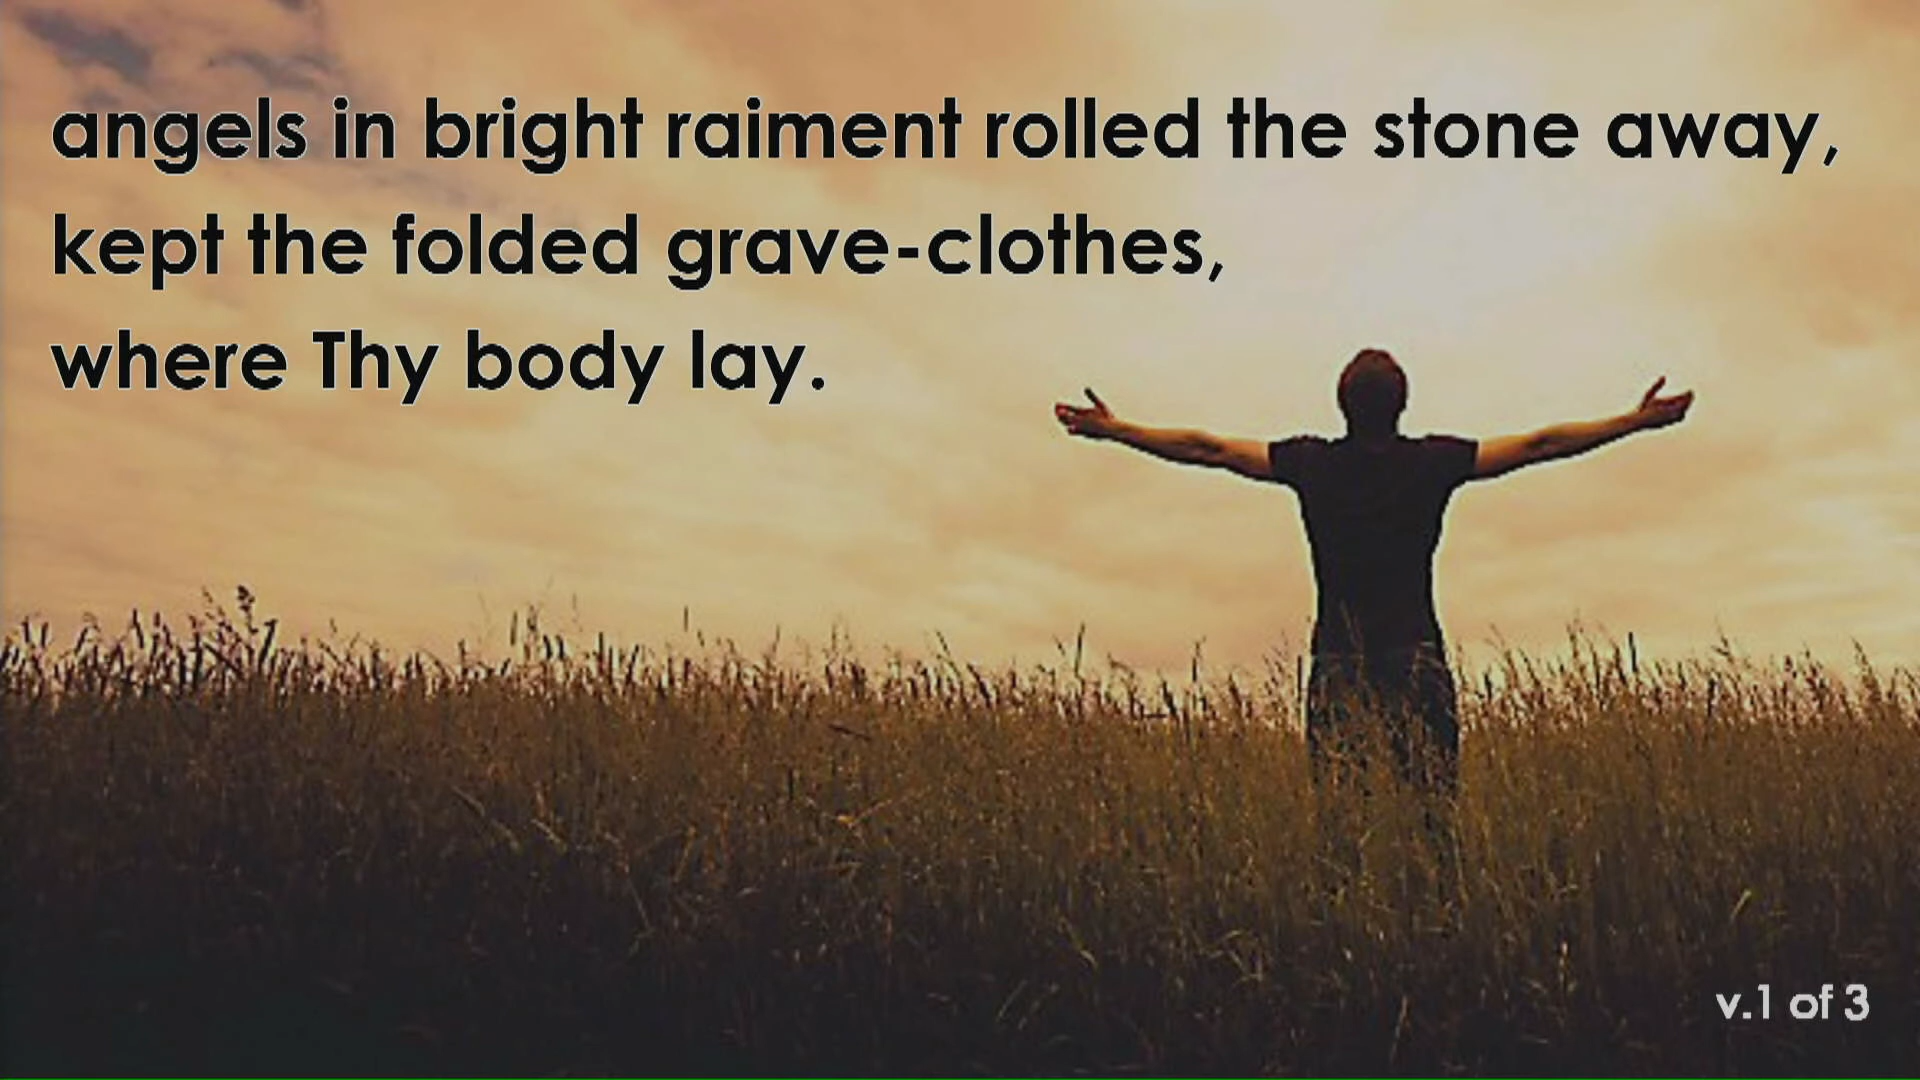 angels in bright raiment rolled the stone away,
kept the folded grave-clothes,
where Thy body lay.
v.1 of 3